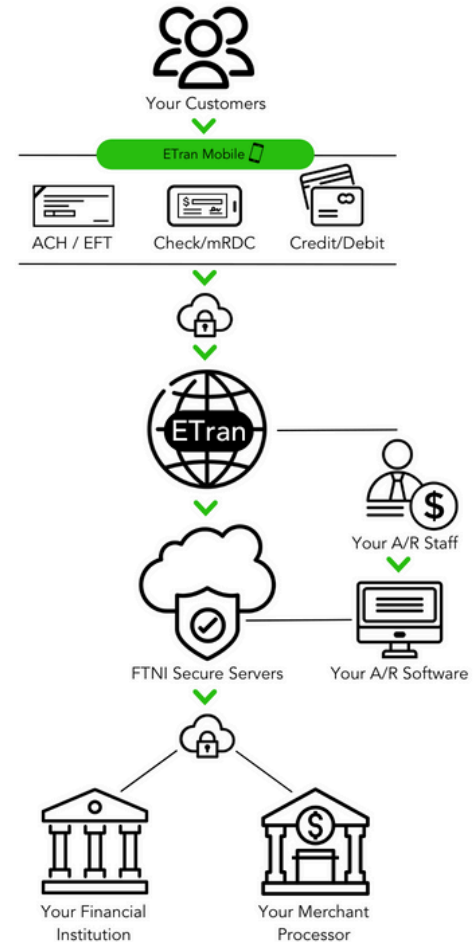 Your Customers
ETran Mobile
ACH / EFT
Check/mRDC
Credit/Debit
$
ETran
$
Your A/R Staff
FTNI Secure Servers
Your A/R Software
$
Your Financial
Institution
Your Merchant
Processor